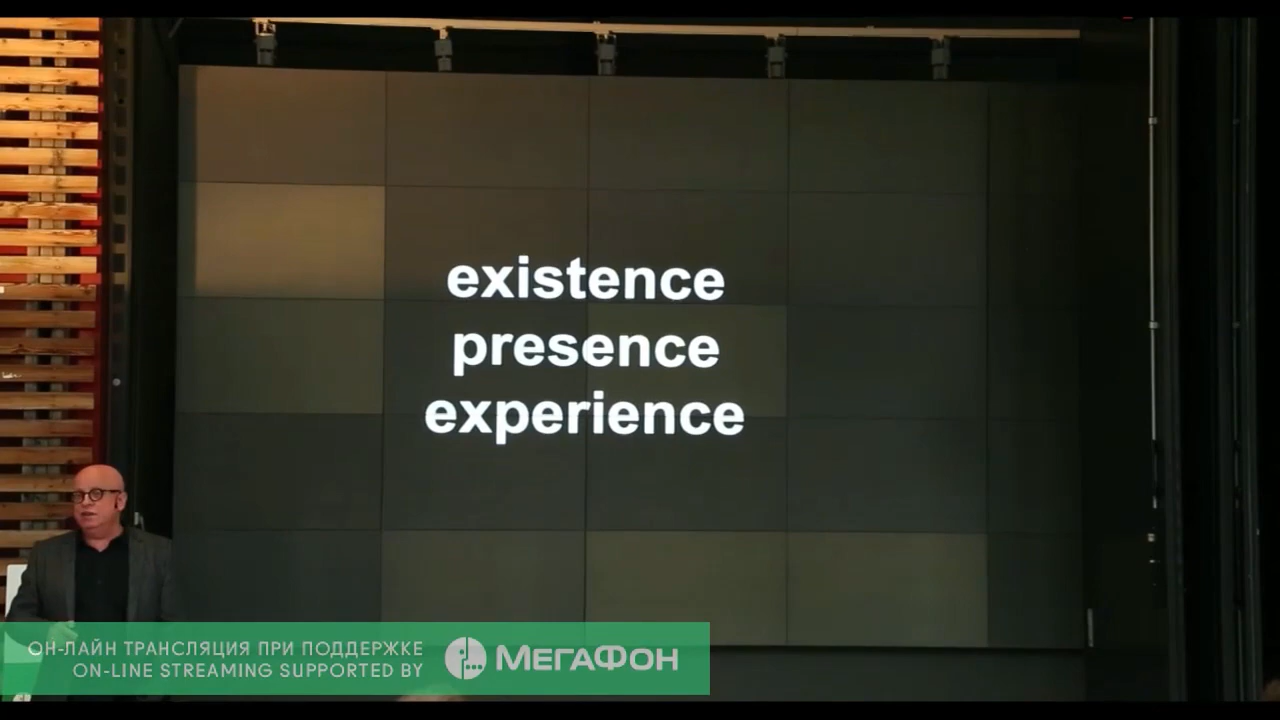 existence
presence
experience
ОН-ЛАЙН ТРАНСЛЯЦИЯ ПРИ ПОДДЕРЖКЕ
ON-LINE STREAMING SUPPORTED BY
МЕГАФОН